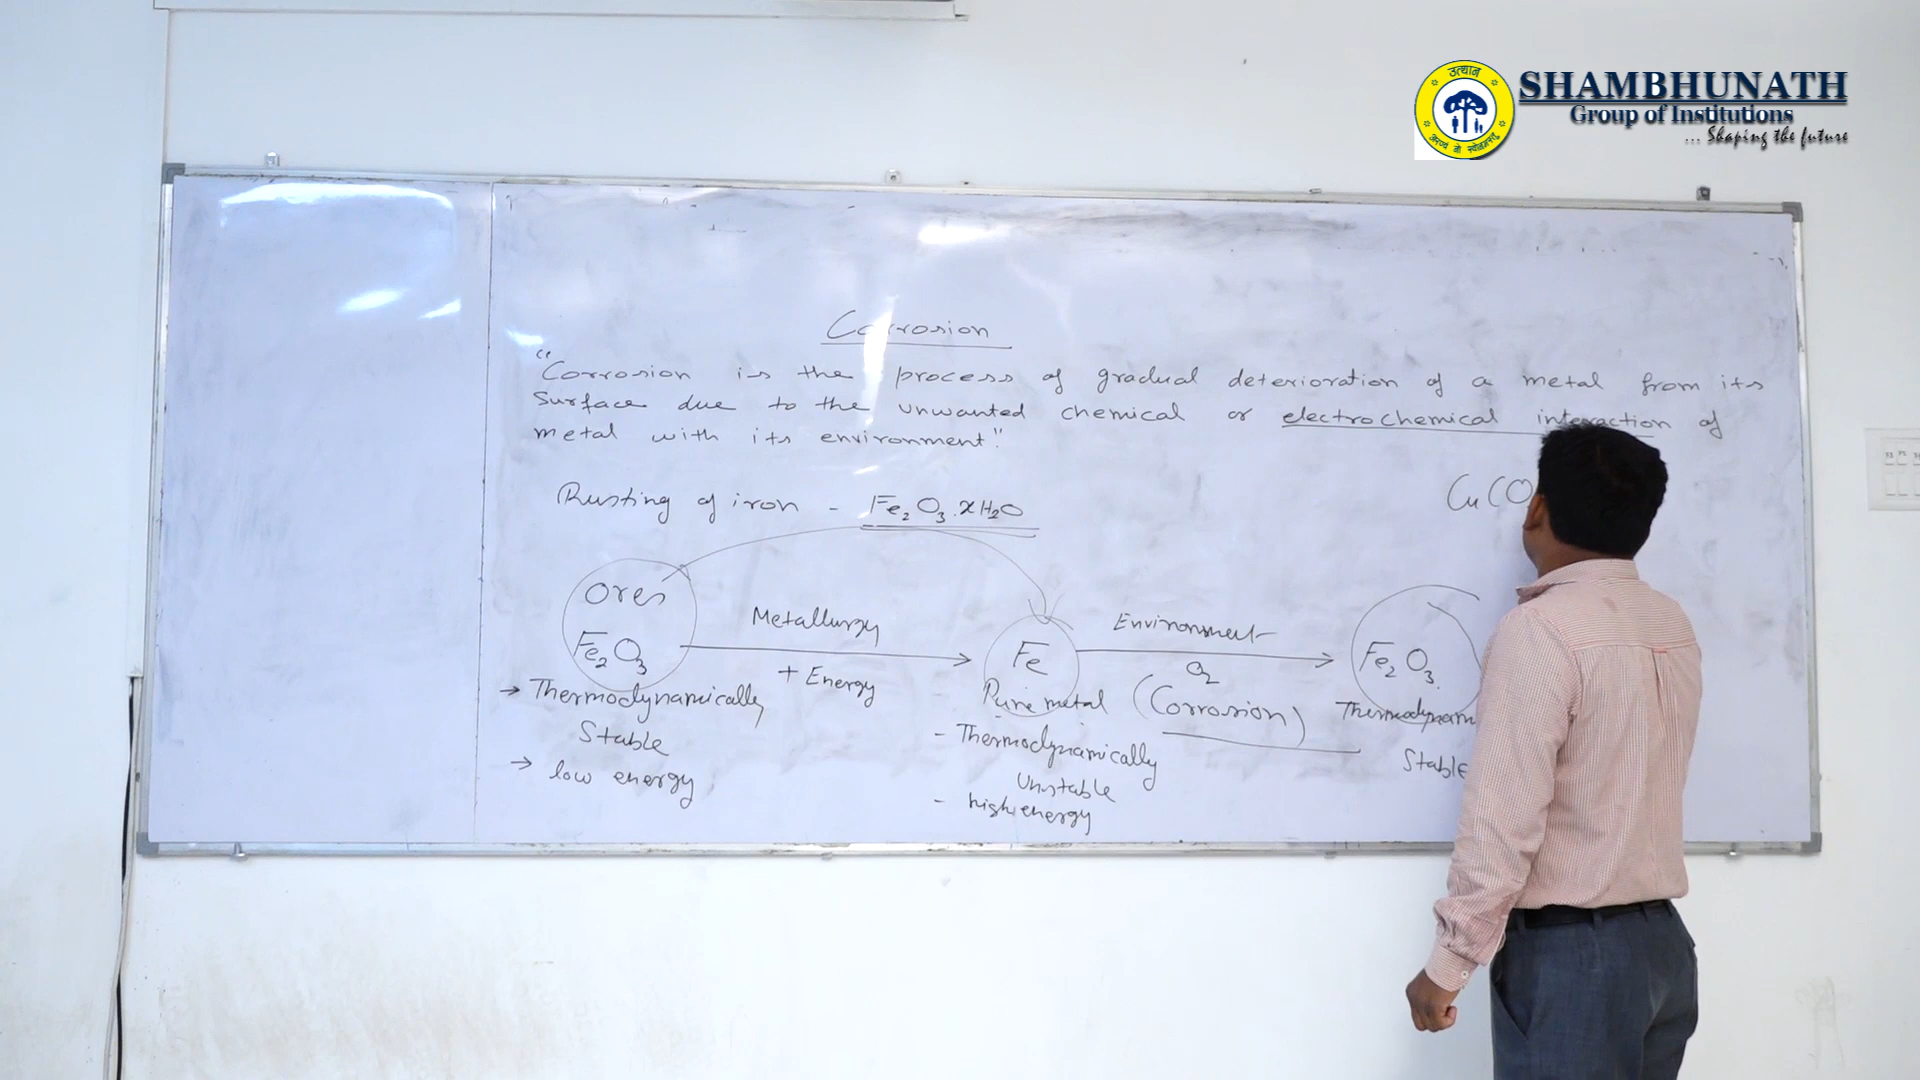 उत्थान
SHAMBHUNATH
Group of Institutions
... Shaping the future
Corrosion
"Corrosion is the process of gradual deterioration of a metal from its
Surface due to the unwanted chemical or electrochemical interaction of
metal with its environment"
CuCO
Rusting of iron - Fe2O3.xH2O
Ores
Fe2O3
Metallurgy
+ Energy
Fe
Pure metal
Environment
O2
(Corrosion)
Fe2O3
→ Thermodynamically
Stable
→ low energy
- Thermodynamically
Unstable
- high energy
Thermodynam
Stable